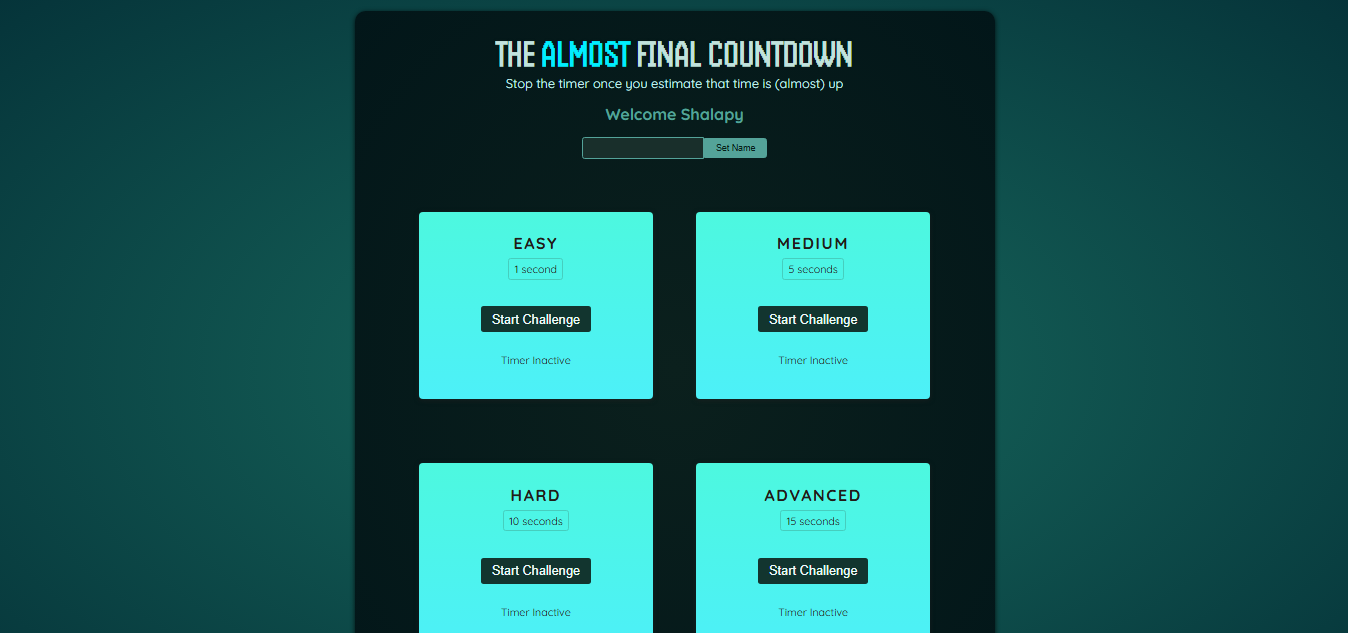 THE ALMOST FINAL COUNTDOWN
Stop the timer once you estimate that time is (almost) up
Welcome Shalapy
Set Name
EASY
1 second
Start Challenge
Timer Inactive
MEDIUM
5 seconds
Start Challenge
Timer Inactive
HARD
10 seconds
Start Challenge
Timer Inactive
ADVANCED
15 seconds
Start Challenge
Timer Inactive